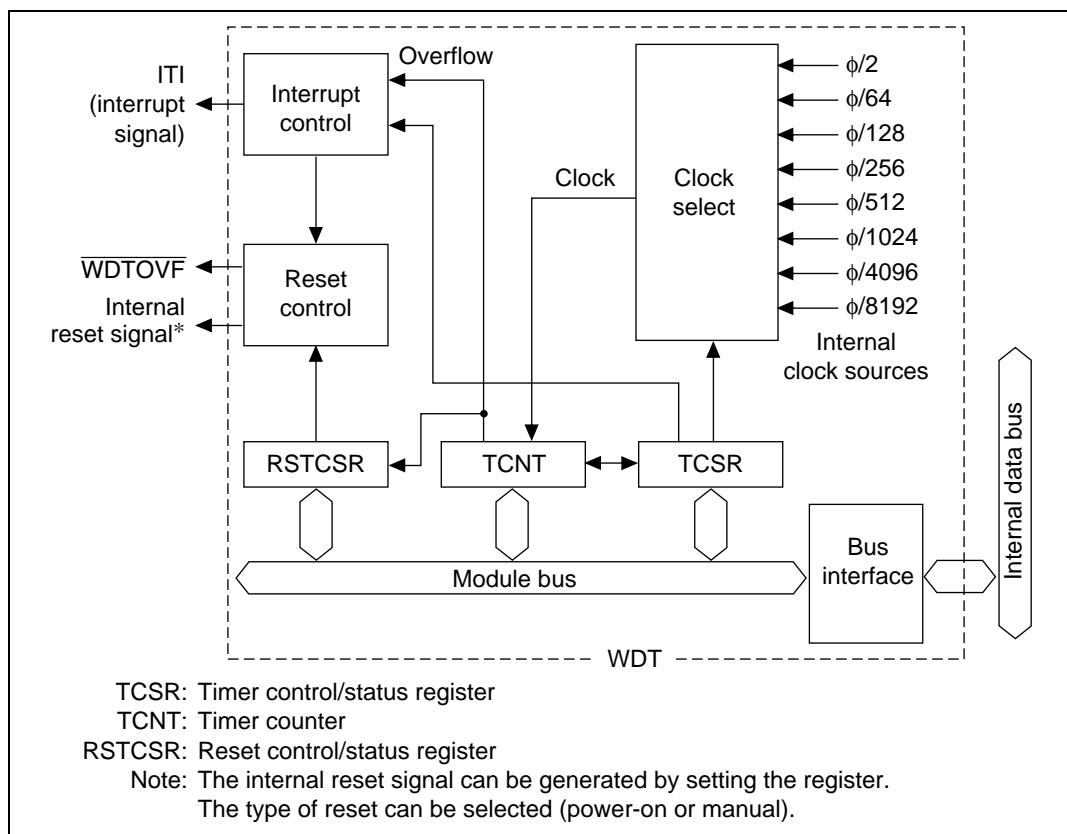 Overflow
ITI
(interrupt
signal)
Interrupt
control
Clock
Clock
select
ϕ/2
ϕ/64
ϕ/128
ϕ/256
ϕ/512
ϕ/1024
ϕ/4096
ϕ/8192
Internal
clock sources
WDTOVF
Internal
reset signal*
Reset
control
RSTCSR
TCNT
TCSR
Module bus
Bus
interface
Internal data bus
WDT
TCSR: Timer control/status register
TCNT: Timer counter
RSTCSR: Reset control/status register
Note: The internal reset signal can be generated by setting the register.
The type of reset can be selected (power-on or manual).